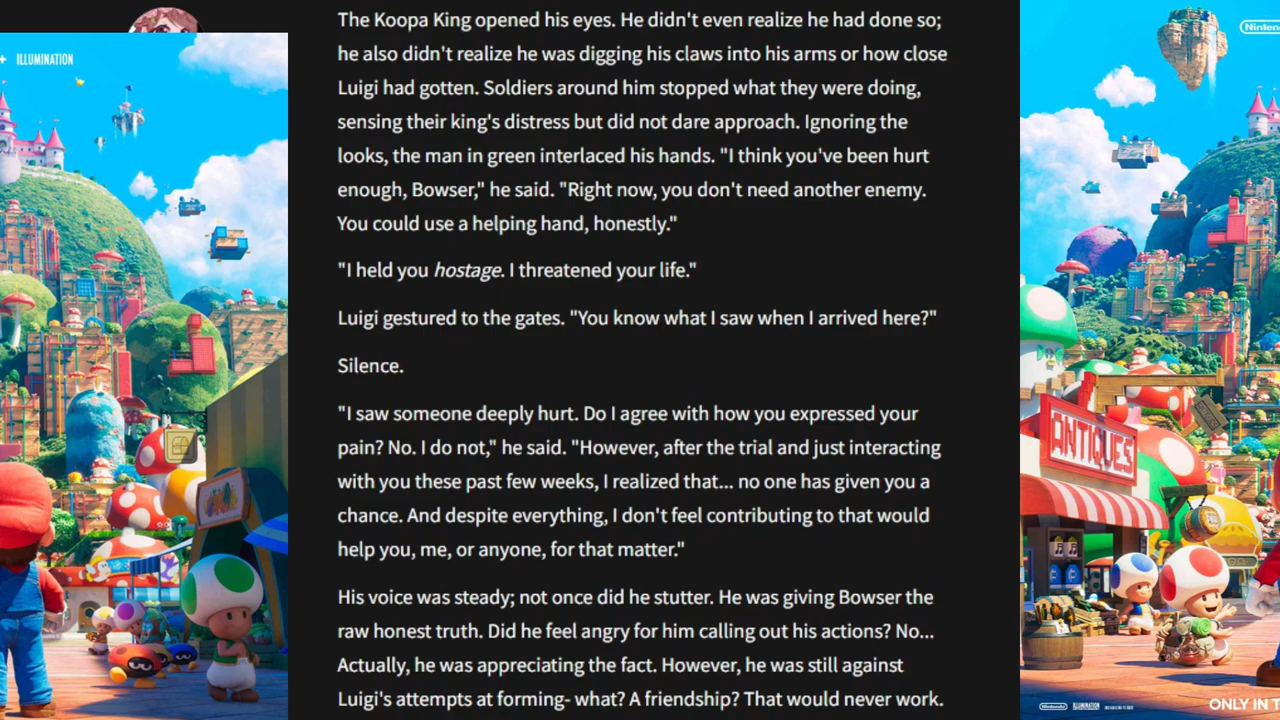 ILLUMINATION
The Koopa King opened his eyes. He didn't even realize he had done so;
he also didn't realize he was digging his claws into his arms or how close
Luigi had gotten. Soldiers around him stopped what they were doing,
sensing their king's distress but did not dare approach. Ignoring the
looks, the man in green interlaced his hands. "I think you've been hurt
enough, Bowser," he said. "Right now, you don't need another enemy.
You could use a helping hand, honestly."
"I held you hostage. I threatened your life."
Luigi gestured to the gates. "You know what I saw when I arrived here?"
Silence.
"I saw someone deeply hurt. Do I agree with how you expressed your
pain? No. I do not," he said. "However, after the trial and just interacting
with you these past few weeks, I realized that... no one has given you a
chance. And despite everything, I don't feel contributing to that would
help you, me, or anyone, for that matter."
His voice was steady; not once did he stutter. He was giving Bowser the
raw honest truth. Did he feel angry for him calling out his actions? No...
Actually, he was appreciating the fact. However, he was still against
Luigi's attempts at forming- what? A friendship? That would never work.
ANTIQUES
Nintendo
ILLUMINATION
ONLY IN T